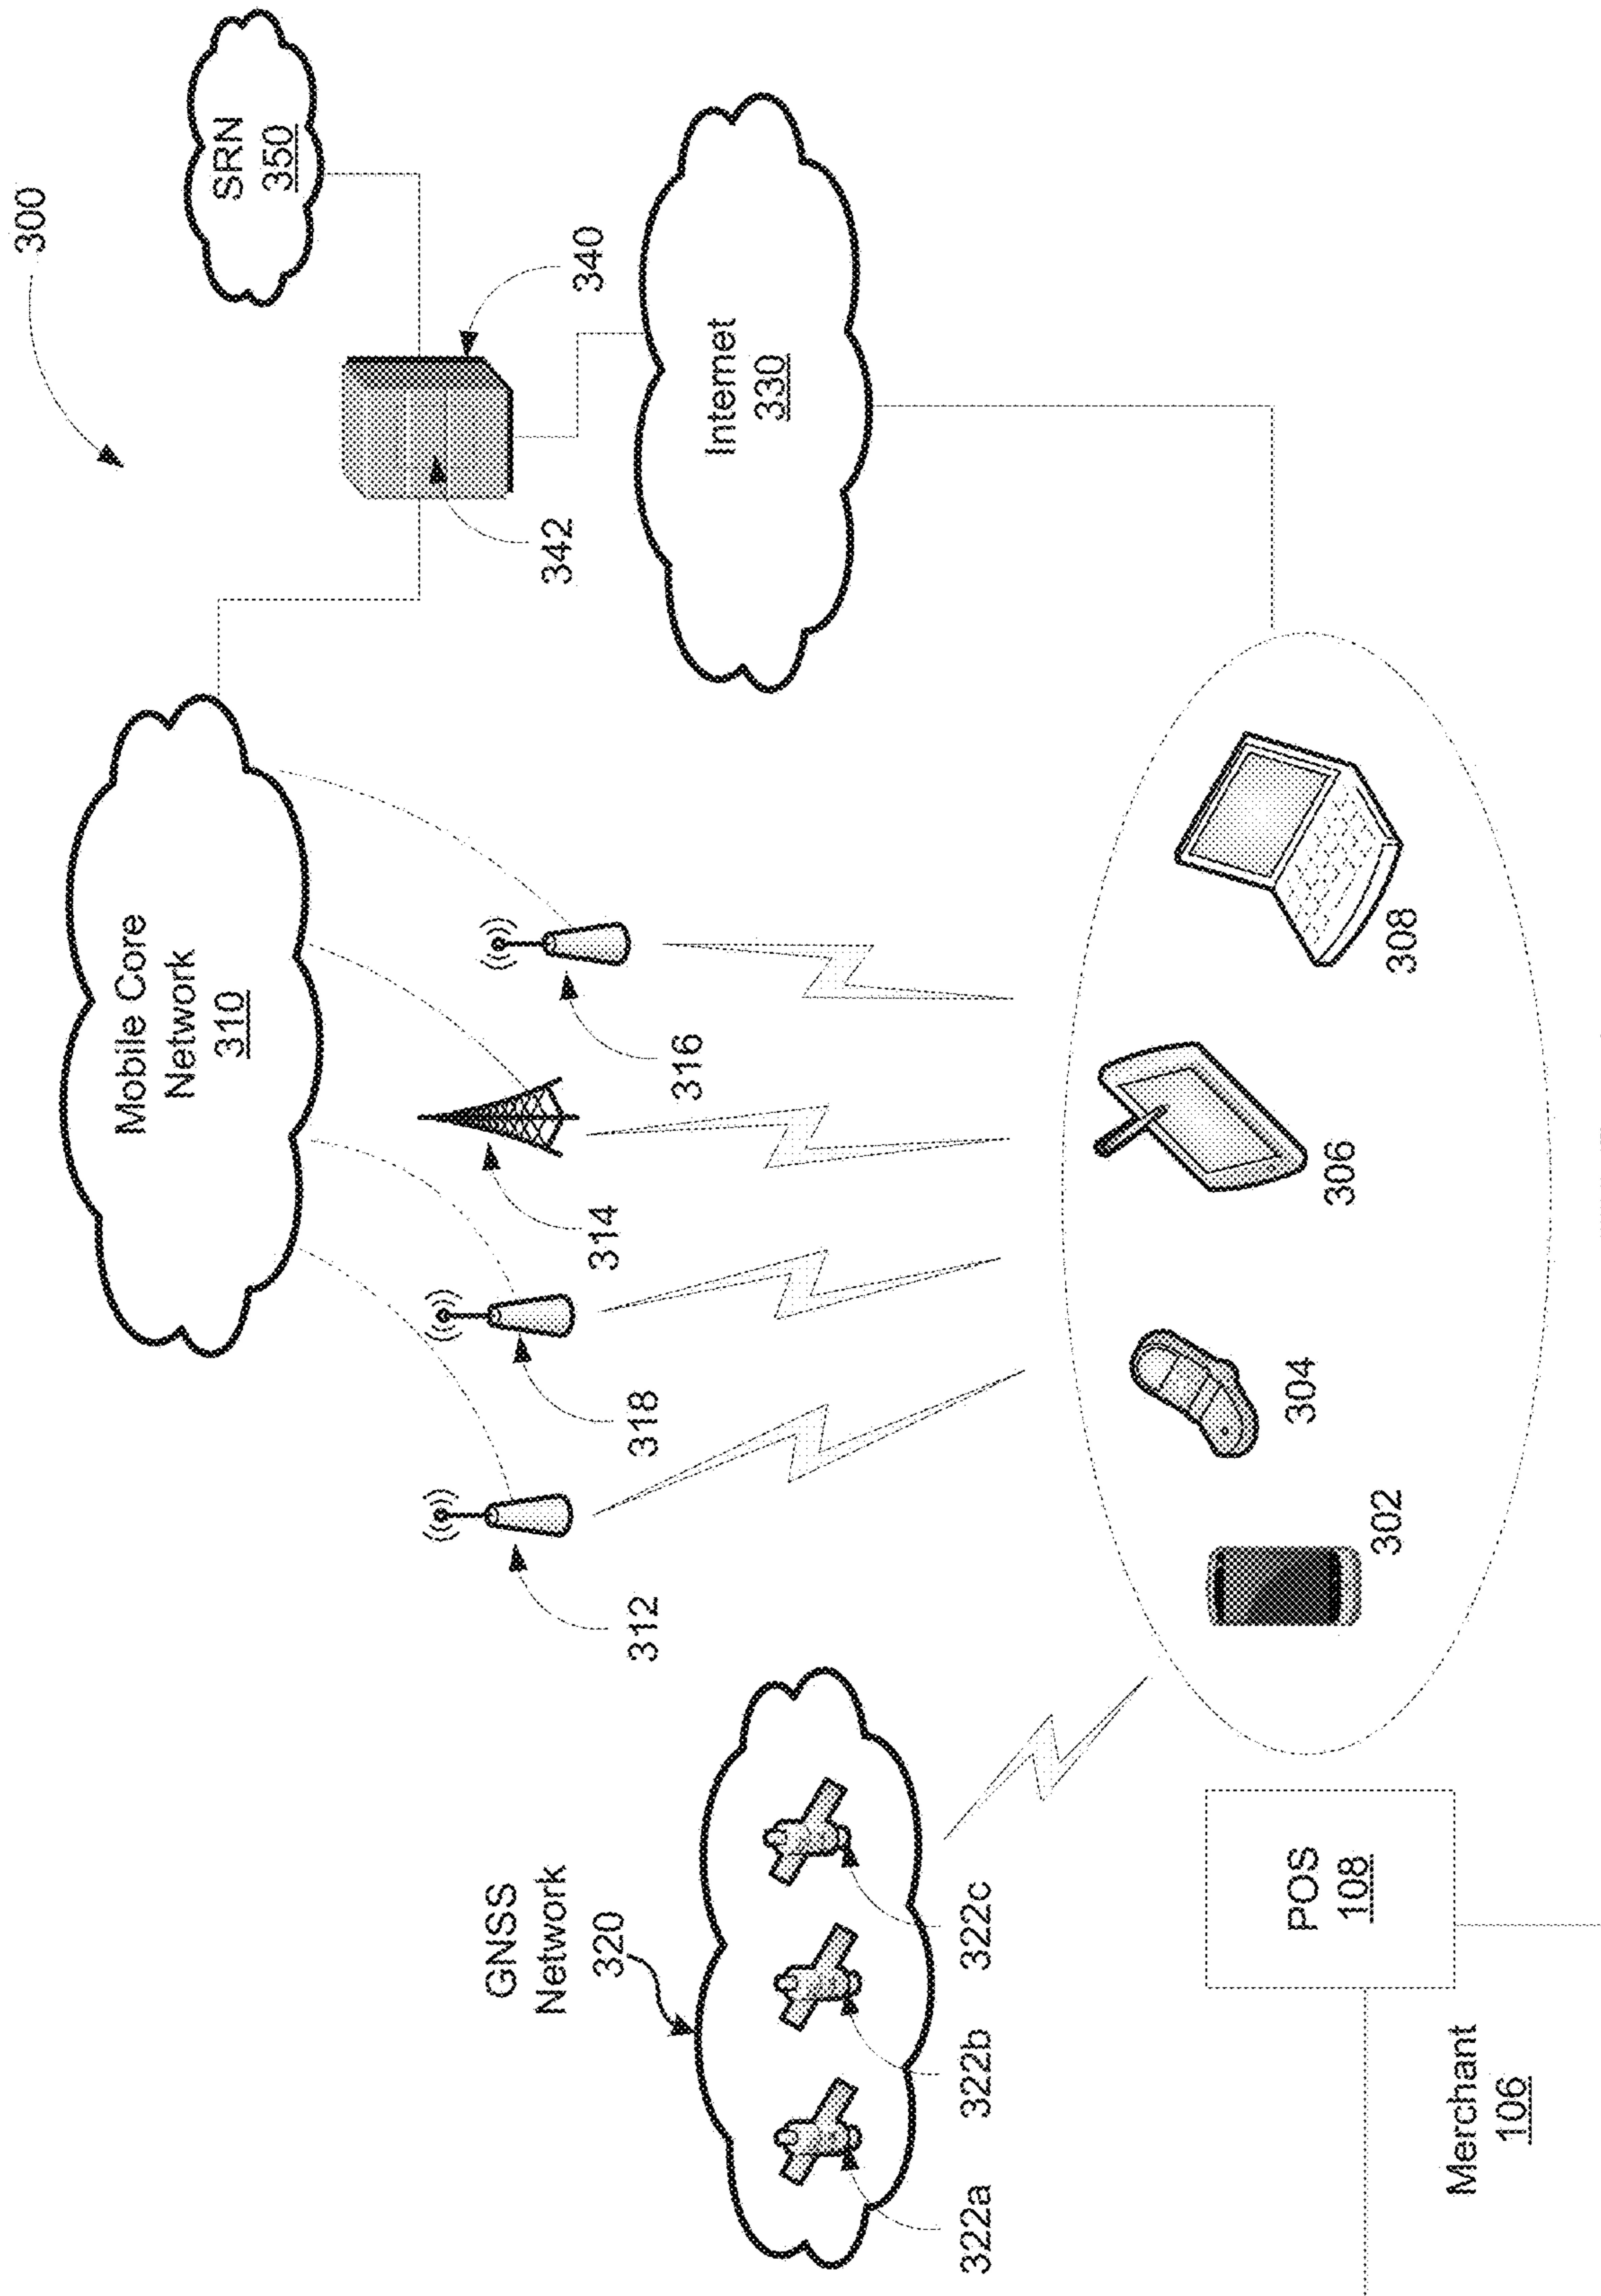 300
SRN
350
340
342
Mobile Core
Network
310
Internet
330
316
314
318
312
GNSS
Network
320
322a
322b
322c
302
304
306
308
POS
108
Merchant
106